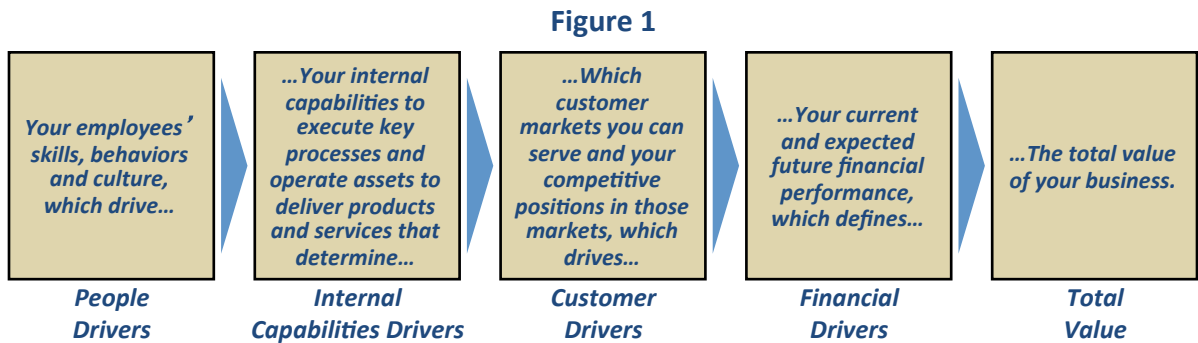 Figure 1
Your employees’
skills, behaviors
and culture,
which drive…
…Your internal
capabilities to
execute key
processes and
operate assets to
deliver products
and services that
determine…
…Which
customer
markets you can
serve and your
competitive
positions in those
markets, which
drives…
…Your current
and expected
future financial
performance,
which defines…
…The total value
of your business.
People
Drivers
Internal
Capabilities Drivers
Customer
Drivers
Financial
Drivers
Total
Value